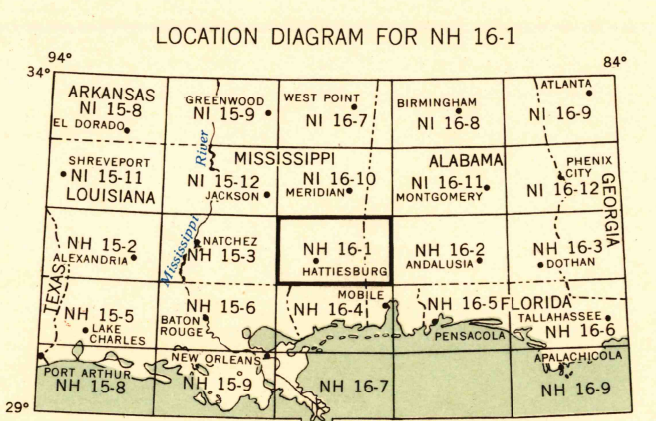 LOCATION DIAGRAM FOR NH 16-1
94°
84°
34°
ARKANSAS
NI 15-8
EL DORADO
GREENWOOD
NI 15-9
WEST POINT
NI 16-7
BIRMINGHAM
NI 16-8
ATLANTA
NI 16-9
River
SHREVEPORT
NI 15-11
LOUISIANA
MISSISSIPPI
NI 15-12
JACKSON
NI 16-10
MERIDIAN
ALABAMA
NI 16-11
MONTGOMERY
PHENIX
CITY
NI 16-12
GEORGIA
NH 15-2
ALEXANDRIA
Mississippi
NATCHEZ
NH 15-3
NH 16-1
HATTIESBURG
NH 16-2
ANDALUSIA
NH 16-3
DOTHAN
TEXAS
NH 15-5
LAKE
CHARLES
NH 15-6
BATON
ROUGE
MOBILE
NH 16-4
NH 16-5
PENSACOLA
FLORIDA
TALLAHASSEE
NH 16-6
PORT ARTHUR
NH 15-8
NEW ORLEANS
NH 15-9
NH 16-7
APALACHICOLA
NH 16-9
29°